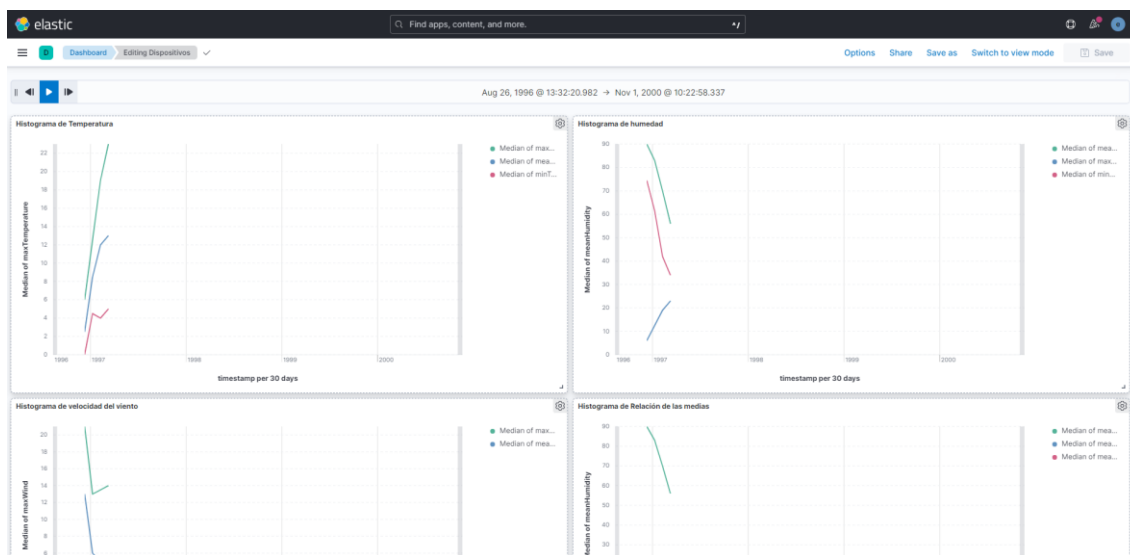 elastic
Find apps, content, and more.
D
Dashboard
Editing Dispositivos
Options
Share
Save as
Switch to view mode
Save
Aug 26, 1996 @ 13:32:20.982 → Nov 1, 2000 @ 10:22:58.337
Histograma de Temperatura
Median of maxTemperature
22
20
18
16
14
12
10
8
6
4
2
0
1996
1997
1998
1999
2000
timestamp per 30 days
Median of max...
Median of mea...
Median of minT...
Histograma de humedad
Median of meanHumidity
90
80
70
60
50
40
30
20
10
0
1996
1997
1998
1999
2000
timestamp per 30 days
Median of mea...
Median of max...
Median of min...
Histograma de velocidad del viento
Median of maxWind
20
18
16
14
12
10
8
6
Median of max...
Median of mea...
Histograma de Relación de las medias
Median of meanHumidity
90
80
70
60
50
40
30
Median of mea...
Median of mea...
Median of mea...